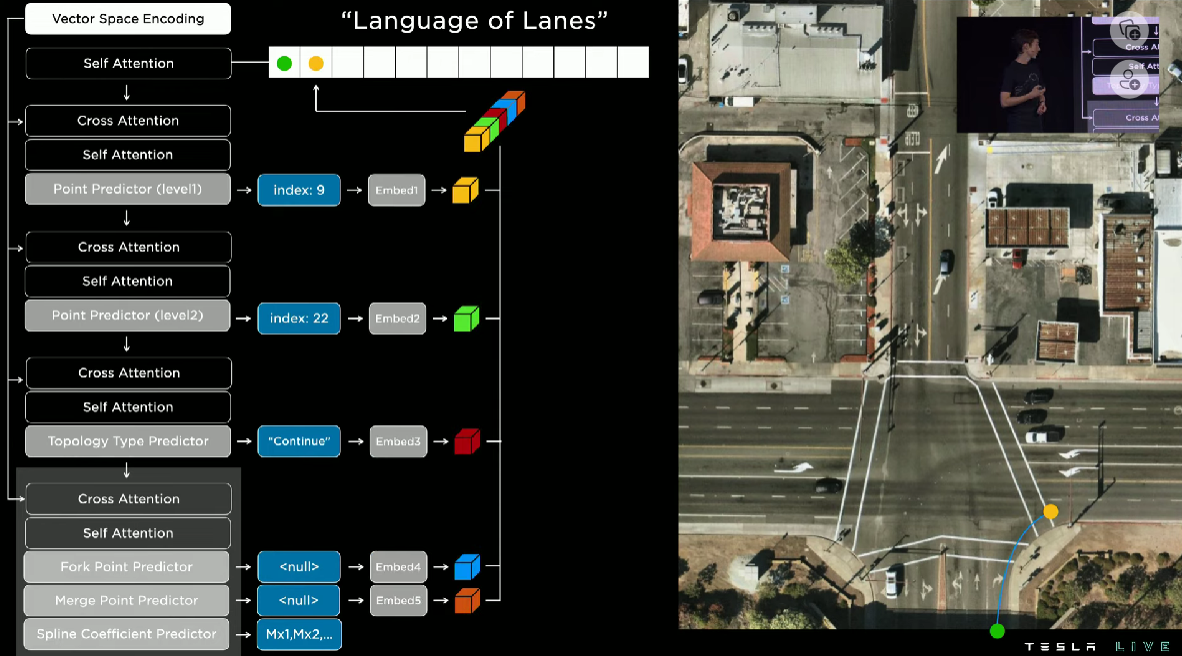 Vector Space Encoding
"Language of Lanes"
Self Attention
Cross Attention
Self Attention
Point Predictor (level1)
index: 9
Embed1
Cross Attention
Self Attention
Point Predictor (level2)
index: 22
Embed2
Cross Attention
Self Attention
Topology Type Predictor
"Continue"
Embed3
Cross Attention
Self Attention
Fork Point Predictor
<null>
Embed4
Merge Point Predictor
<null>
Embed5
Spline Coefficient Predictor
Mx1,Mx2,...
Cross At
Self Att
Cross A
TESLA LIVE